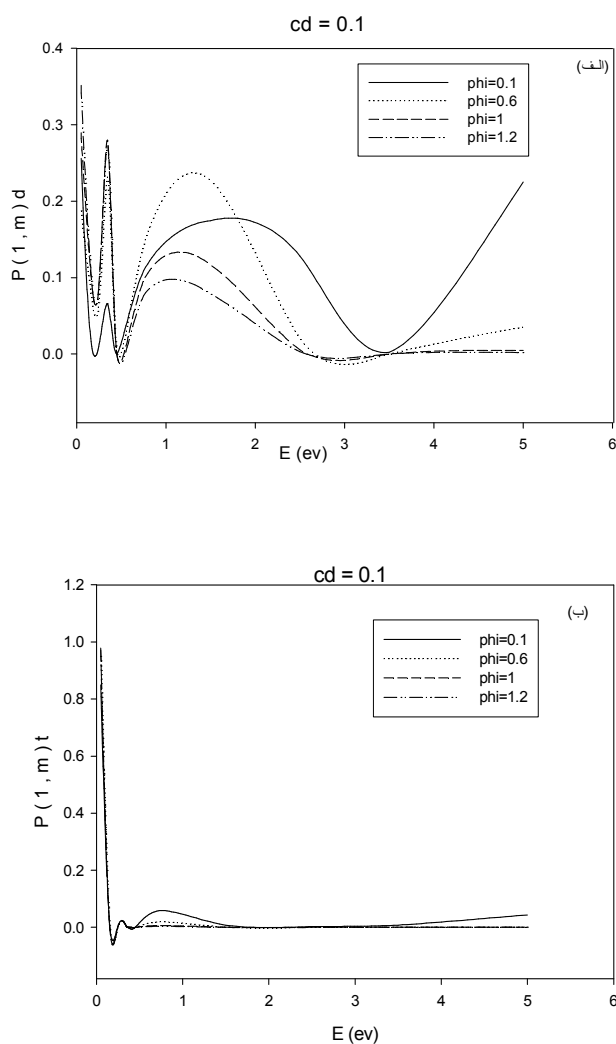 cd = 0.1
(الف)
phi=0.1
phi=0.6
phi=1
phi=1.2
P ( 1 , m ) d
0.4
0.3
0.2
0.1
0.0
0 1 2 3 4 5 6
E (ev)
cd = 0.1
(ب)
phi=0.1
phi=0.6
phi=1
phi=1.2
P ( 1 , m ) t
1.2
1.0
0.8
0.6
0.4
0.2
0.0
0 1 2 3 4 5 6
E (ev)